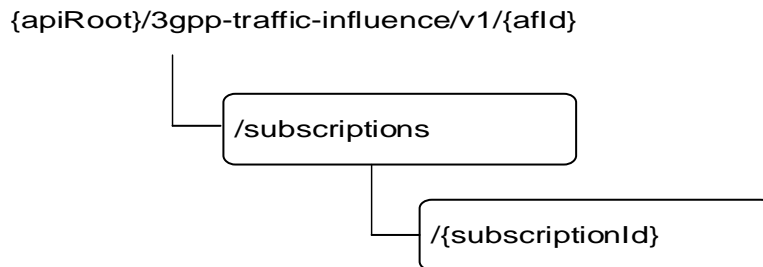 {apiRoot}/3gpp-traffic-influence/v1/{afId}
/subscriptions
/{subscriptionId}